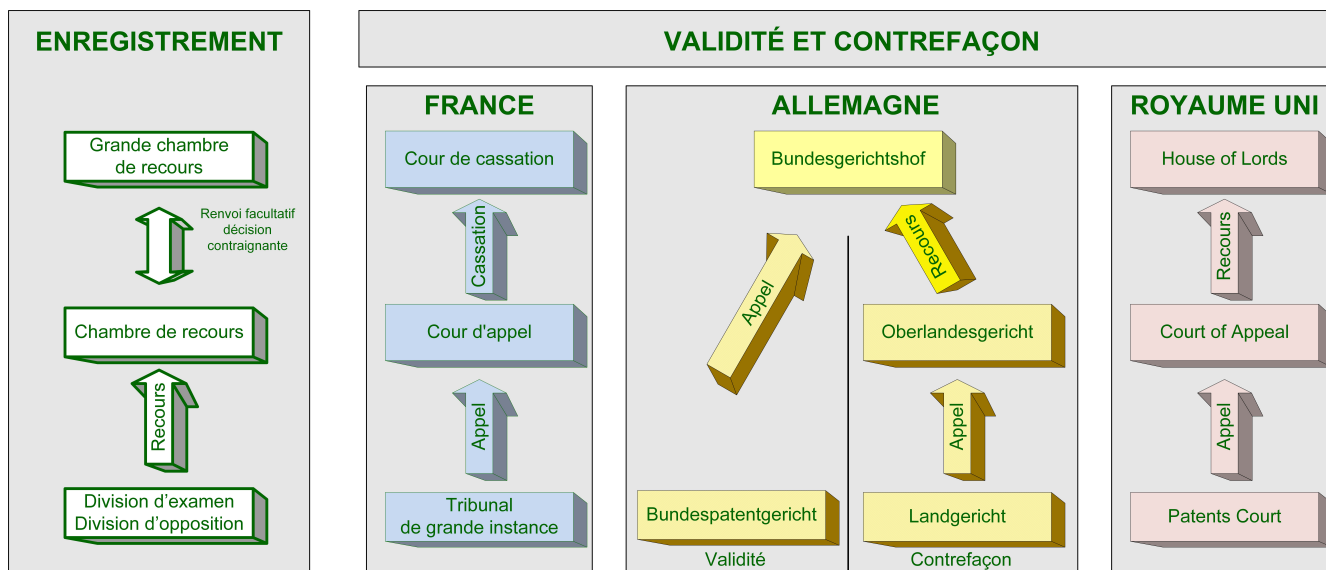 ENREGISTREMENT
Grande chambre
de recours
Renvoi facultatif
décision
contraignante
Chambre de recours
Recours
Division d'examen
Division d'opposition
VALIDITÉ ET CONTREFAÇON
FRANCE
Cour de cassation
Cassation
Cour d'appel
Appel
Tribunal
de grande instance
ALLEMAGNE
Bundesgerichtshof
Appel
Recours
Oberlandesgericht
Appel
Bundespatentgericht
Landgericht
Validité
Contrefaçon
ROYAUME UNI
House of Lords
Recours
Court of Appeal
Appel
Patents Court